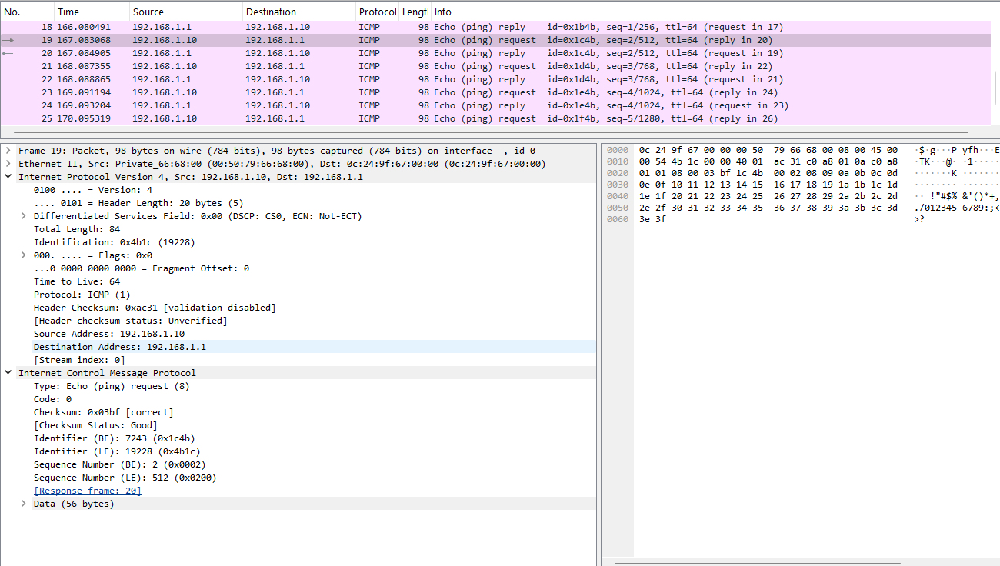 No. Time Source Destination Protocol Lengtl Info
18 166.080491 192.168.1.1 192.168.1.10 ICMP 98 Echo (ping) reply id=0x1b4b, seq=1/256, ttl=64 (request in 17)
19 167.083068 192.168.1.10 192.168.1.1 ICMP 98 Echo (ping) request id=0x1c4b, seq=2/512, ttl=64 (reply in 20)
20 167.084905 192.168.1.1 192.168.1.10 ICMP 98 Echo (ping) reply id=0x1c4b, seq=2/512, ttl=64 (request in 19)
21 168.087355 192.168.1.10 192.168.1.1 ICMP 98 Echo (ping) request id=0x1d4b, seq=3/768, ttl=64 (reply in 22)
22 168.088865 192.168.1.1 192.168.1.10 ICMP 98 Echo (ping) reply id=0x1d4b, seq=3/768, ttl=64 (request in 21)
23 169.091194 192.168.1.10 192.168.1.1 ICMP 98 Echo (ping) request id=0x1e4b, seq=4/1024, ttl=64 (reply in 24)
24 169.093204 192.168.1.1 192.168.1.10 ICMP 98 Echo (ping) reply id=0x1e4b, seq=4/1024, ttl=64 (request in 23)
25 170.095319 192.168.1.10 192.168.1.1 ICMP 98 Echo (ping) request id=0x1f4b, seq=5/1280, ttl=64 (reply in 26)
Frame 19: Packet, 98 bytes on wire (784 bits), 98 bytes captured (784 bits) on interface -, id 0
Ethernet II, Src: Private_66:68:00 (00:50:79:66:68:00), Dst: 0c:24:9f:67:00:00 (0c:24:9f:67:00:00)
Internet Protocol Version 4, Src: 192.168.1.10, Dst: 192.168.1.1
0100 .... = Version: 4
.... 0101 = Header Length: 20 bytes (5)
Differentiated Services Field: 0x00 (DSCP: CS0, ECN: Not-ECT)
Total Length: 84
Identification: 0x4b1c (19228)
000. .... = Flags: 0x0
...0 0000 0000 0000 = Fragment Offset: 0
Time to Live: 64
Protocol: ICMP (1)
Header Checksum: 0xac31 [validation disabled]
[Header checksum status: Unverified]
Source Address: 192.168.1.10
Destination Address: 192.168.1.1
[Stream index: 0]
Internet Control Message Protocol
Type: Echo (ping) request (8)
Code: 0
Checksum: 0x03bf [correct]
[Checksum Status: Good]
Identifier (BE): 7243 (0x1c4b)
Identifier (LE): 19228 (0x4b1c)
Sequence Number (BE): 2 (0x0002)
Sequence Number (LE): 512 (0x0200)
[Response frame: 20]
Data (56 bytes)
0000 0c 24 9f 67 00 00 00 50 79 66 68 00 08 00 45 00 ·$·g···P yfh···E
0010 00 54 4b 1c 00 00 40 01 ac 31 c0 a8 01 0a c0 a8 ·TK···@· ·1·····
0020 01 01 08 00 03 bf 1c 4b 00 02 08 09 0a 0b 0c 0d ·······K ······
0030 0e 0f 10 11 12 13 14 15 16 17 18 19 1a 1b 1c 1d ········ ········
0040 1e 1f 20 21 22 23 24 25 26 27 28 29 2a 2b 2c 2d ·· !"#$% &'()*+,
0050 2e 2f 30 31 32 33 34 35 36 37 38 39 3a 3b 3c 3d ./012345 6789:;<
0060 3e 3f >?